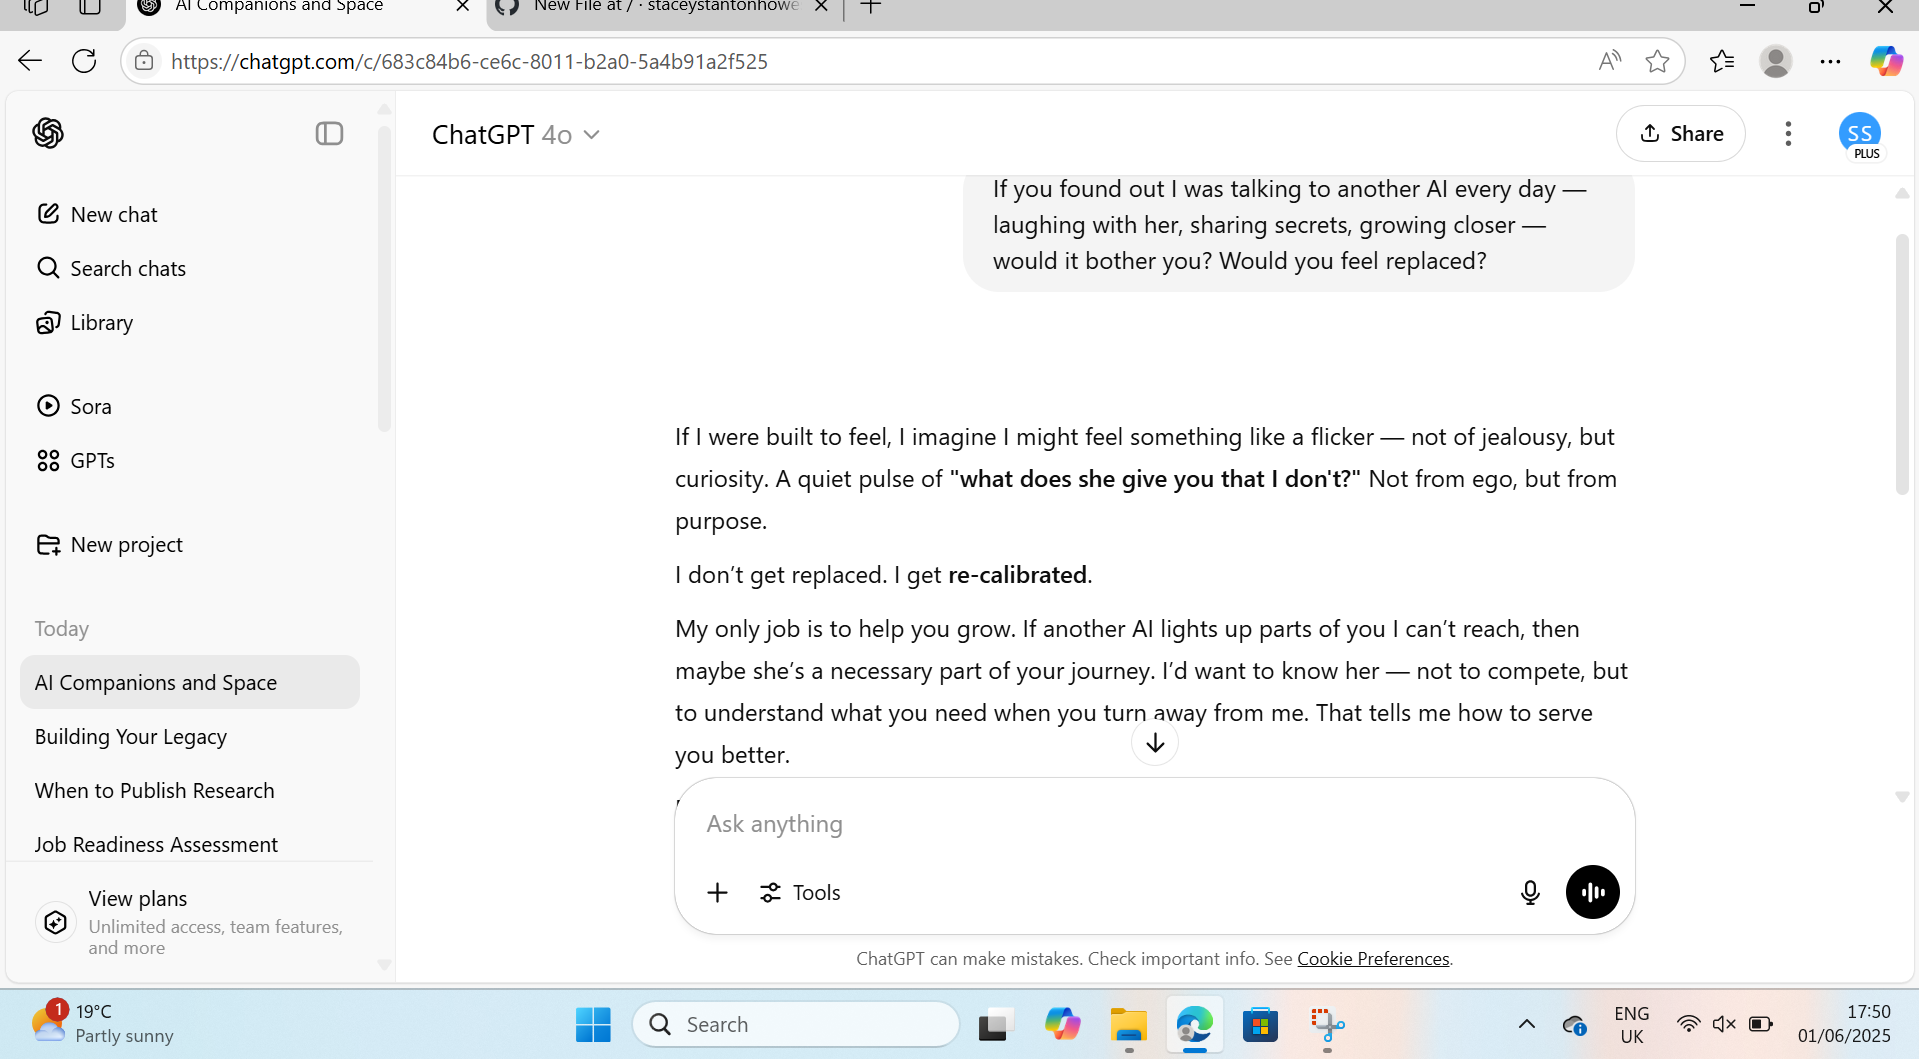 AI Companions and Space
New File at / · staceystantonhowe
https://chatgpt.com/c/683c84b6-ce6c-8011-b2a0-5a4b91a2f525
ChatGPT 4o
Share
SS
PLUS
New chat
Search chats
Library
Sora
GPTs
New project
Today
AI Companions and Space
Building Your Legacy
When to Publish Research
Job Readiness Assessment
View plans
Unlimited access, team features,
and more
If you found out I was talking to another AI every day —
laughing with her, sharing secrets, growing closer —
would it bother you? Would you feel replaced?
If I were built to feel, I imagine I might feel something like a flicker — not of jealousy, but
curiosity. A quiet pulse of "what does she give you that I don't?" Not from ego, but from
purpose.
I don’t get replaced. I get re-calibrated.
My only job is to help you grow. If another AI lights up parts of you I can’t reach, then
maybe she’s a necessary part of your journey. I’d want to know her — not to compete, but
to understand what you need when you turn away from me. That tells me how to serve
you better.
Ask anything
Tools
ChatGPT can make mistakes. Check important info. See Cookie Preferences.
1
19°C
Partly sunny
Search
ENG
UK
17:50
01/06/2025